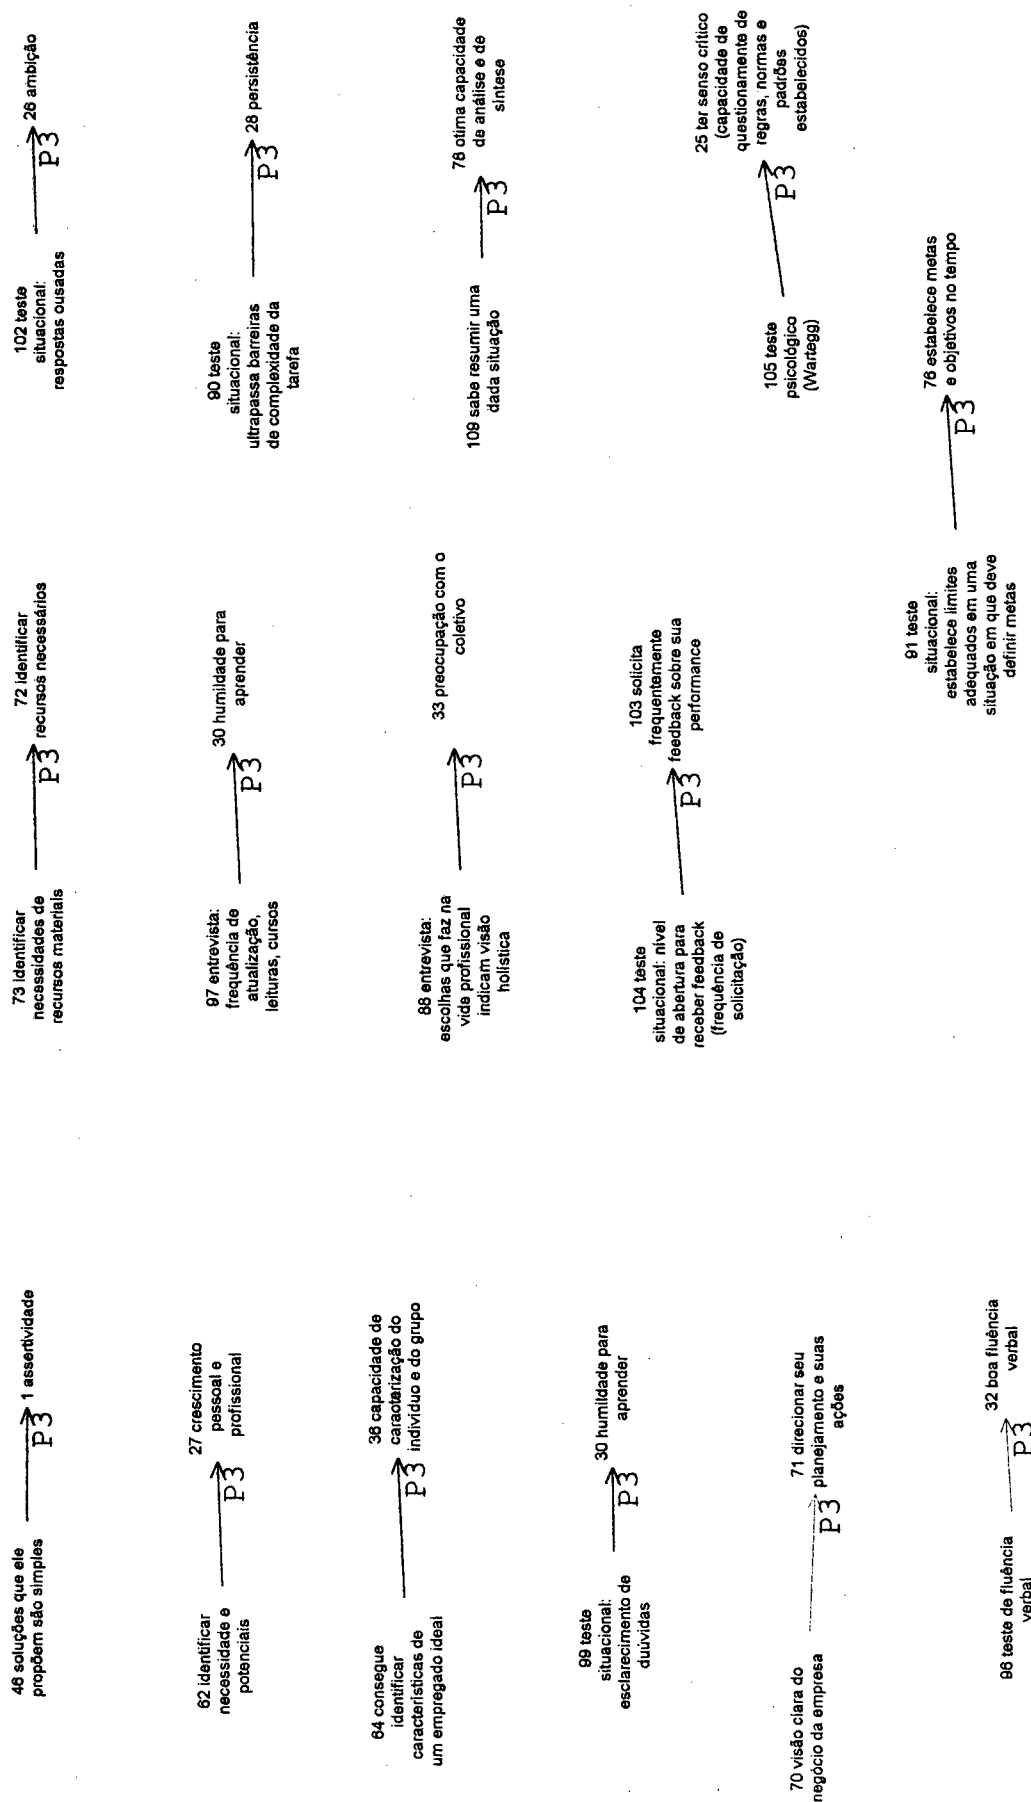 46 soluções que ele
propõem são simples
P3
1 assertividade
62 identificar
necessidade e
potenciais
P3
27 crescimento
pessoal e
profissional
64 consegue
identificar
características de
um empregado ideal
P3
36 capacidade de
caracterização do
indivíduo e do grupo
99 teste
situacional:
esclarecimento de
duúvidas
P3
30 humildade para
aprender
70 visão clara do
negócio da empresa
P3
71 direcionar seu
planejamento e suas
ações
96 teste de fluência
verbal
P3
32 boa fluência
verbal
73 identificar
necessidades de
recursos materiais
P3
72 identificar
recursos necessários
97 entrevista:
frequência de
atualização,
leituras, cursos
P3
30 humildade para
aprender
88 entrevista:
escolhas que faz na
vida profissional
indicam visão
holística
P3
33 preocupação com o
coletivo
104 teste
situacional: nível
de abertura para
receber feedback
(frequência de
solicitação)
P3
103 solicita
frequentemente
feedback sobre sua
performance
91 teste
situacional:
estabelece limites
adequados em uma
situação em que deve
definir metas
P3
76 estabelece metas
e objetivos no tempo
102 teste
situacional:
respostas ousadas
P3
26 ambição
90 teste
situacional:
ultrapassa barreiras
de complexidade da
tarefa
P3
28 persistência
109 sabe resumir uma
dada situação
P3
78 otima capacidade
de análise e de
síntese
105 teste
psicológico
(Wartegg)
P3
25 ter senso crítico
(capacidade de
questionamente de
regras, normas e
padrões
estabelecidos)